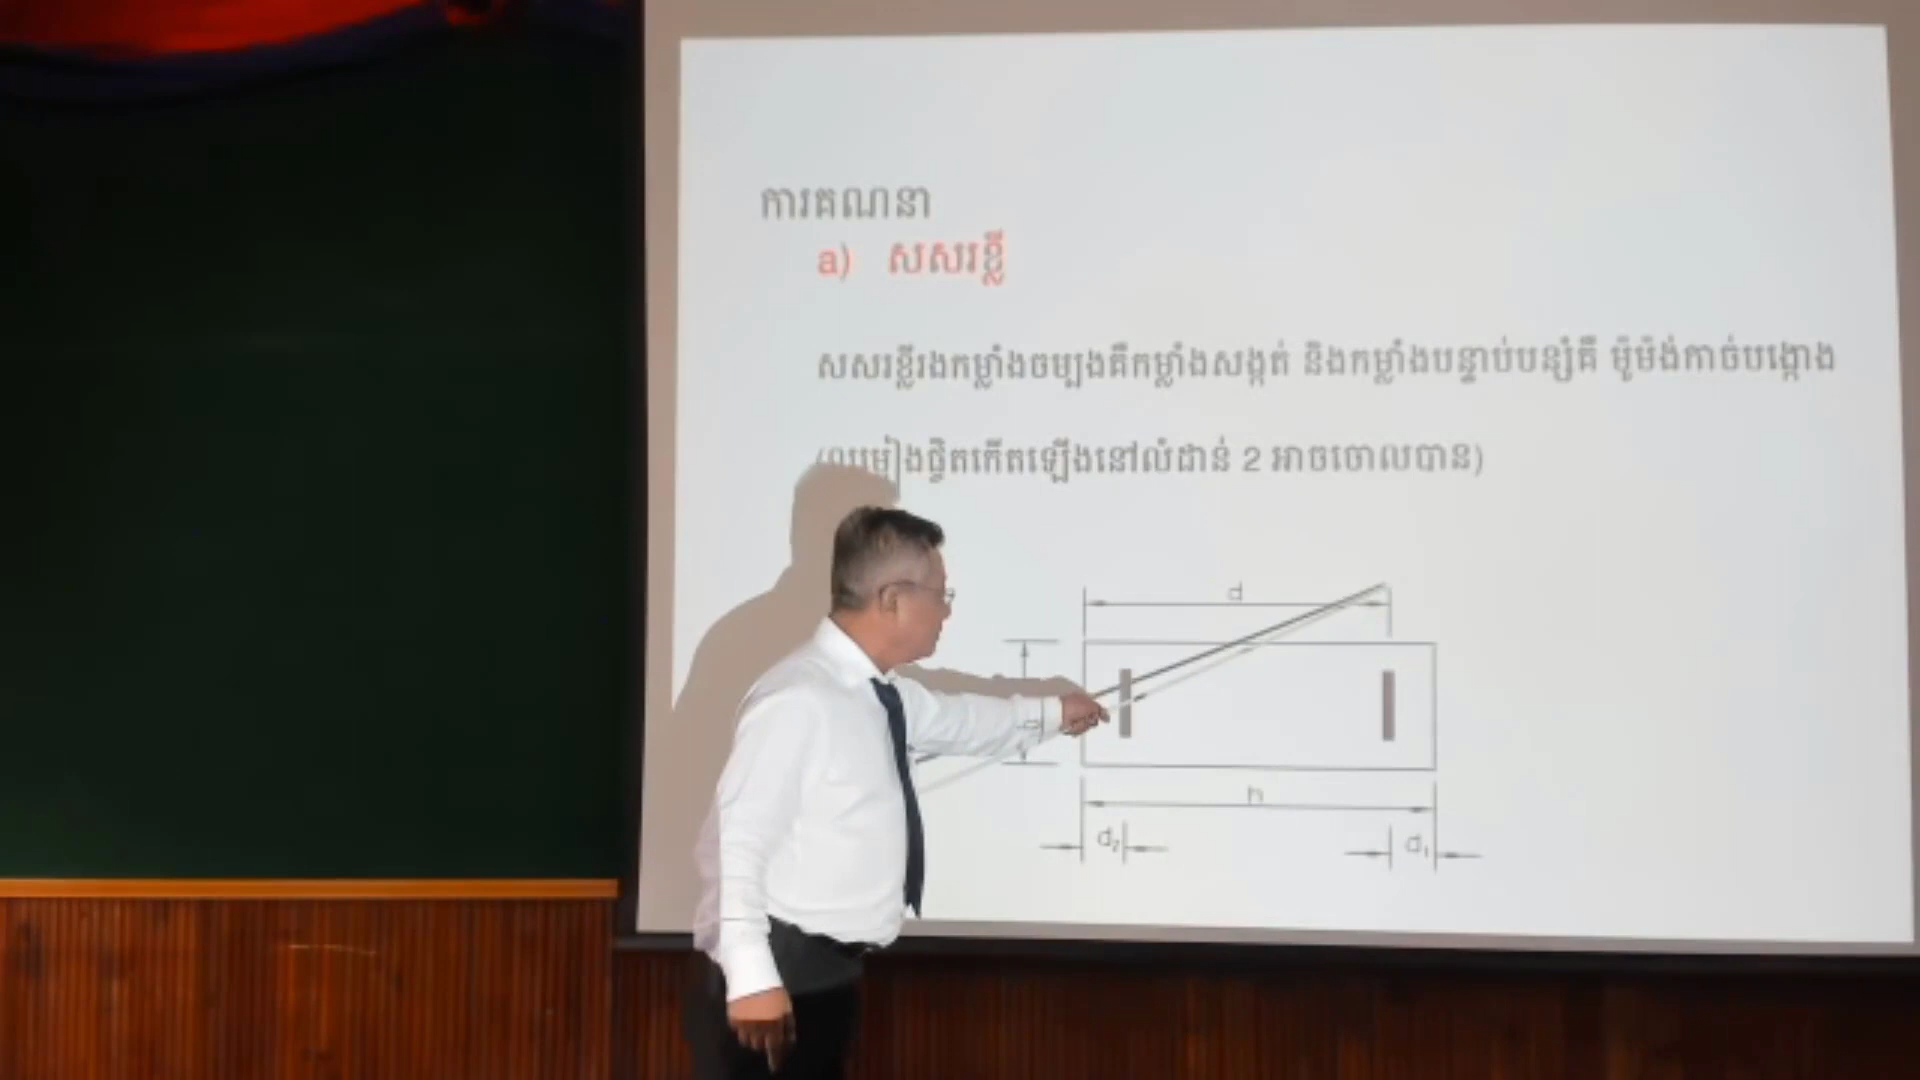 ការគណនា
a) សសរខ្លី
សសរខ្លីរងកម្លាំងចម្បងគឺកម្លាំងសង្កត់ និងកម្លាំងបន្ទាប់បន្សំគឺ ម៉ូម៉ង់កាច់បង្កោង
(លម្អៀងផ្ចិតកើតឡើងនៅលំដាន់ 2 អាចចោលបាន)
d
b
h
d₂
d₁